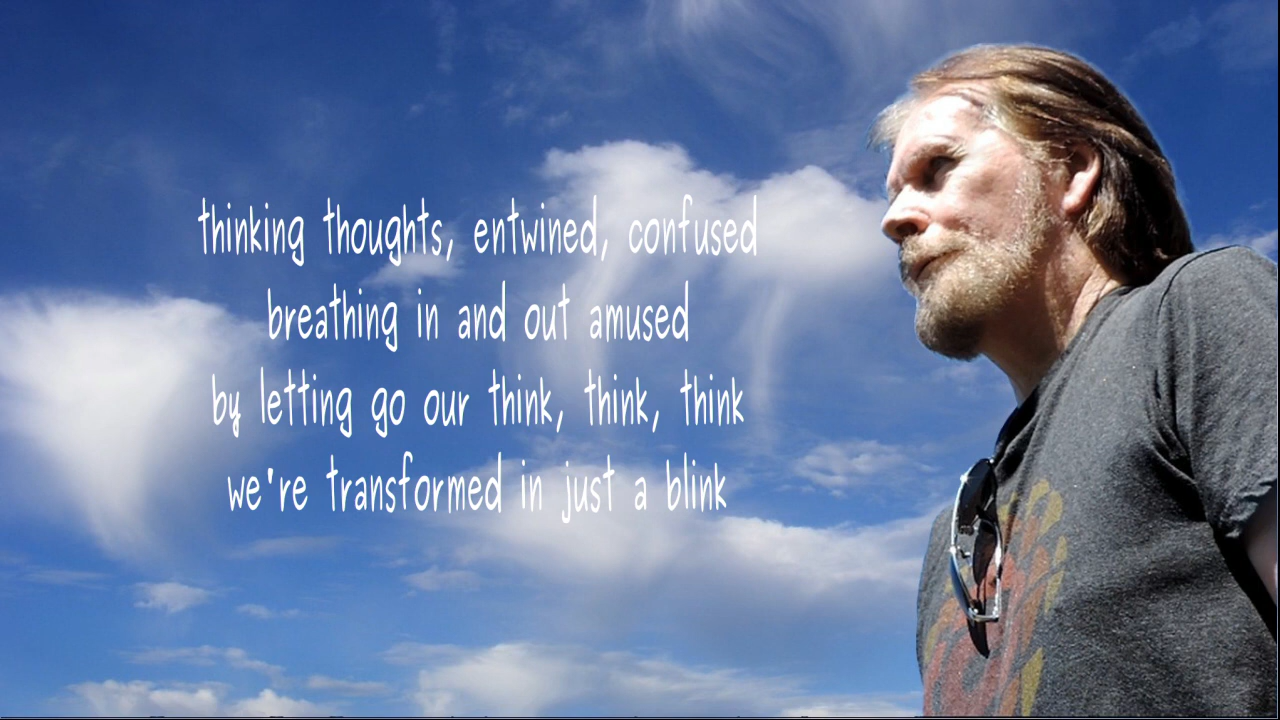 thinking thoughts, entwined, confused
breathing in and out amused
by letting go our think, think, think
we're transformed in just a blink